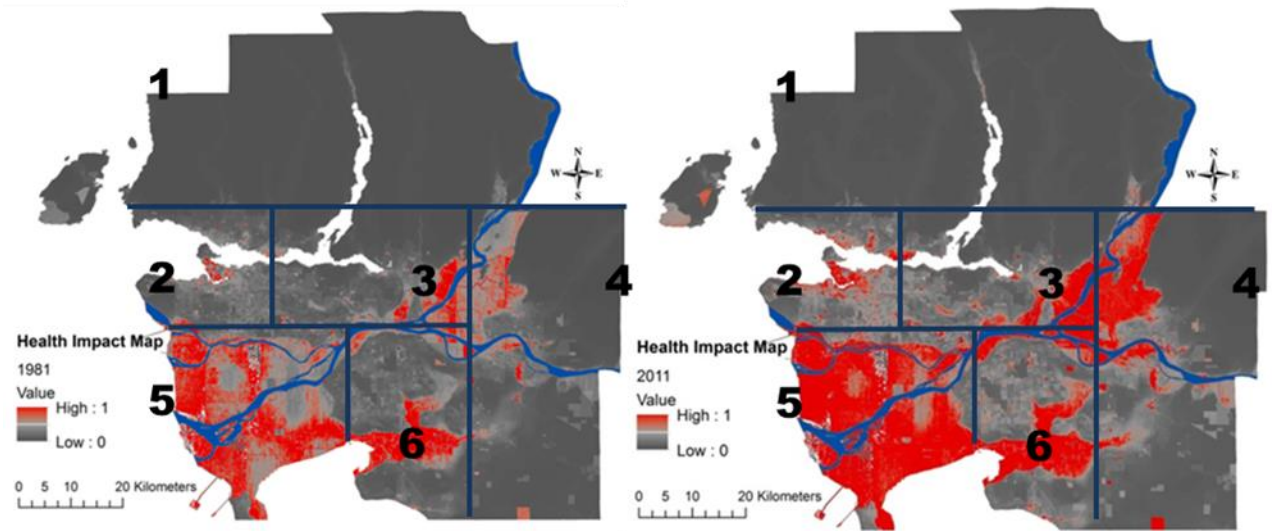 1
N
W E
S
2
3
4
Health Impact Map
1981
Value
High : 1
Low : 0
5
6
0 5 10 20 Kilometers
1
N
W E
S
2
3
4
Health Impact Map
2011
Value
High : 1
Low : 0
5
6
0 5 10 20 Kilometers